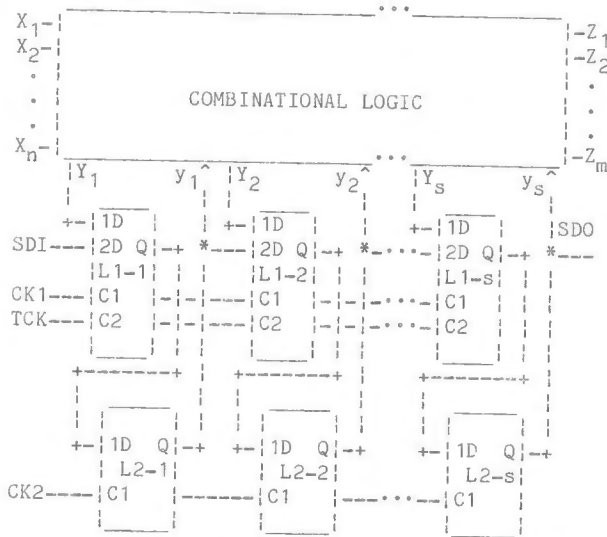 X1 Z1
X2 Z2
COMBINATIONAL LOGIC
Xn Zm
Y1 y1 Y2 y2 Ys ys
1D 1D 1D SDO
SDI 2D Q * 2D Q * 2D Q *
L1-1 L1-2 L1-s
CK1 C1 C1 C1
TCK C2 C2 C2
1D Q 1D Q 1D Q
L2-1 L2-2 L2-s
CK2 C1 C1 C1